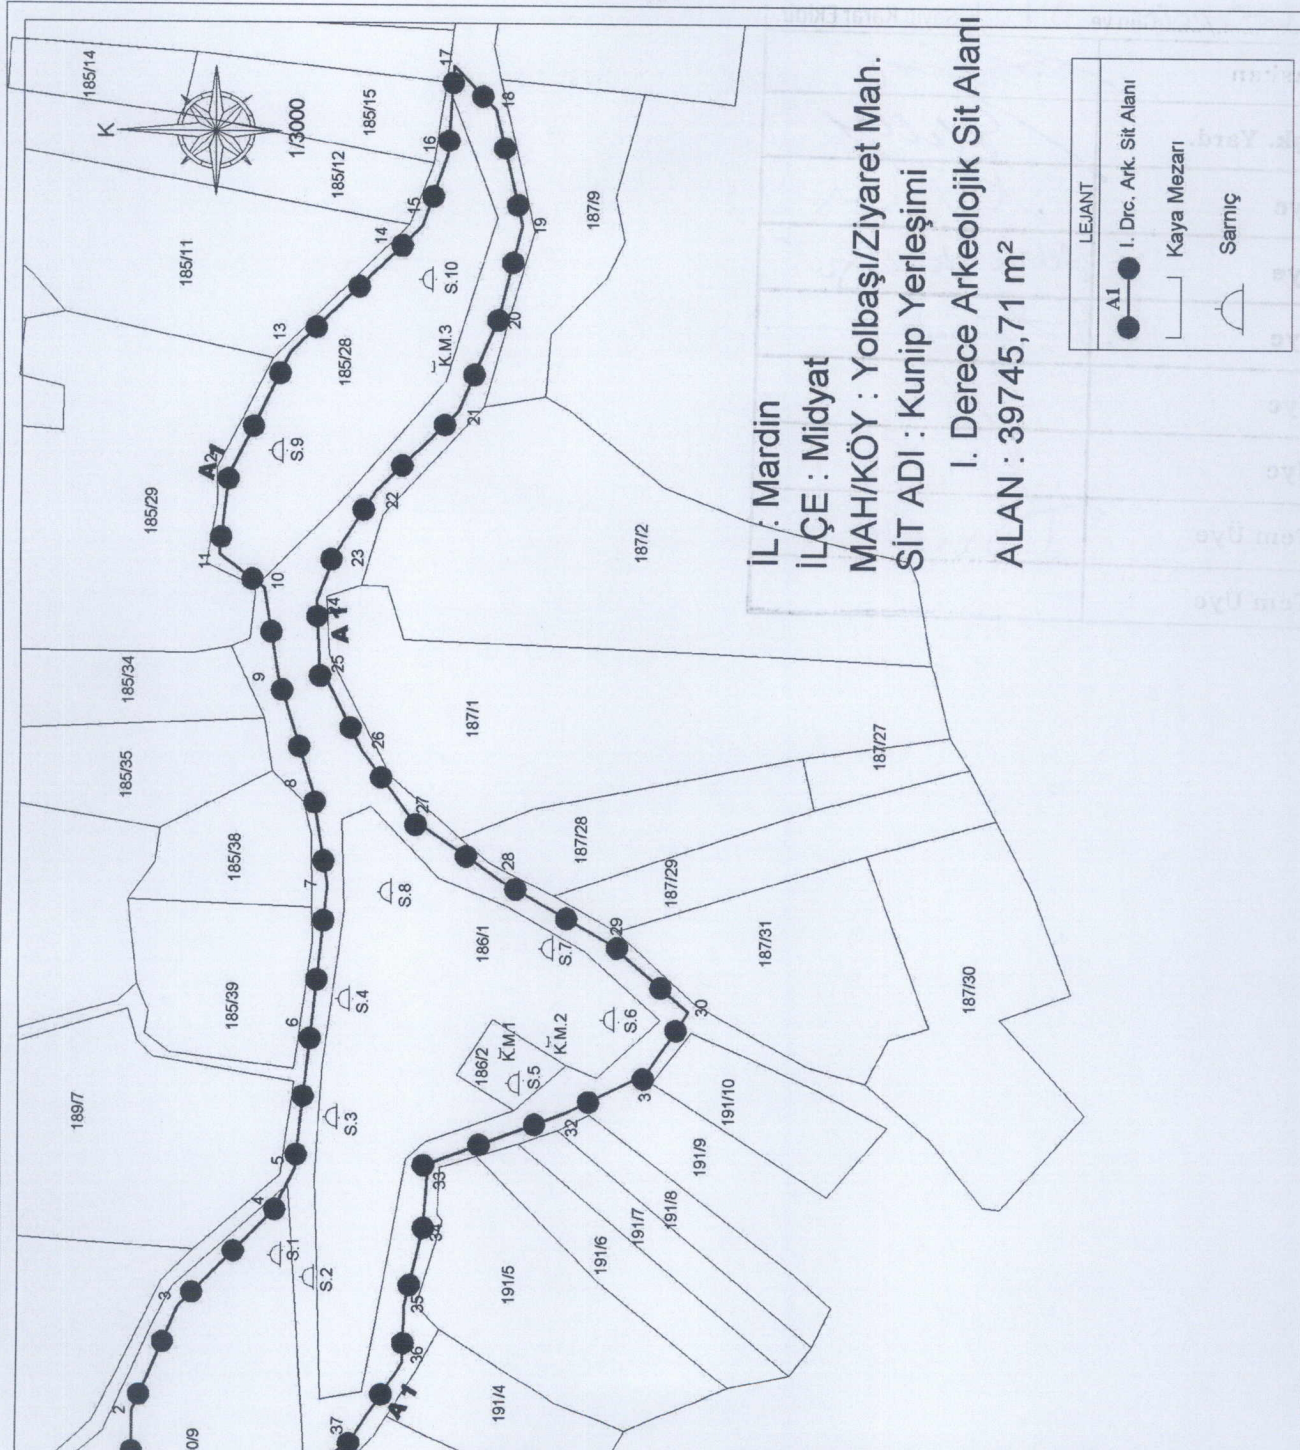 İL : Mardin
İLÇE : Midyat
MAH/KÖY : Yolbaşı/Ziyaret Mah.
SİT ADI : Kunip Yerleşimi
I. Derece Arkeolojik Sit Alanı
ALAN : 39745,71 m²
LEJANT
A1 I. Drc. Ark. Sit Alanı
Kaya Mezarı
Sarnıç
K
1/3000
185/14
185/15
185/12
185/11
185/28
185/29
185/34
185/35
185/38
185/39
189/7
0/9
187/9
187/2
187/1
187/27
187/28
187/29
187/31
187/30
186/1
186/2
191/10
191/9
191/8
191/7
191/6
191/5
191/4
S.1
S.2
S.3
S.4
S.5
S.6
S.7
S.8
S.9
S.10
K.M.1
K.M.2
K.M.3
A 1
A 1
2
3
4
5
6
7
8
9
10
11
13
14
15
16
17
18
19
20
21
22
23
24
25
26
27
28
29
30
3
32
33
34
35
36
37
Yard.
Üye
Üye